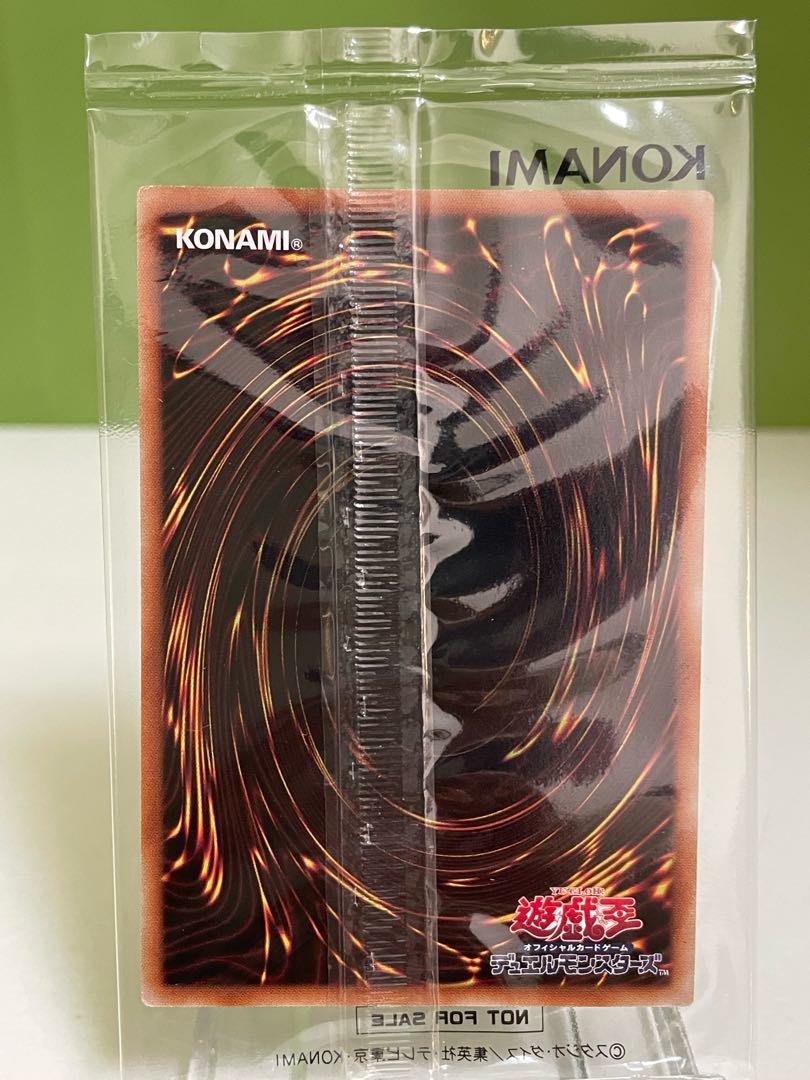 KONAMI
KONAMI®
YU-GI-OH!
遊戯王
オフィシャルカードゲーム
デュエルモンスターズ™
NOT FOR SALE
©スタジオ・ダイス/集英社・テレビ東京・KONAMI